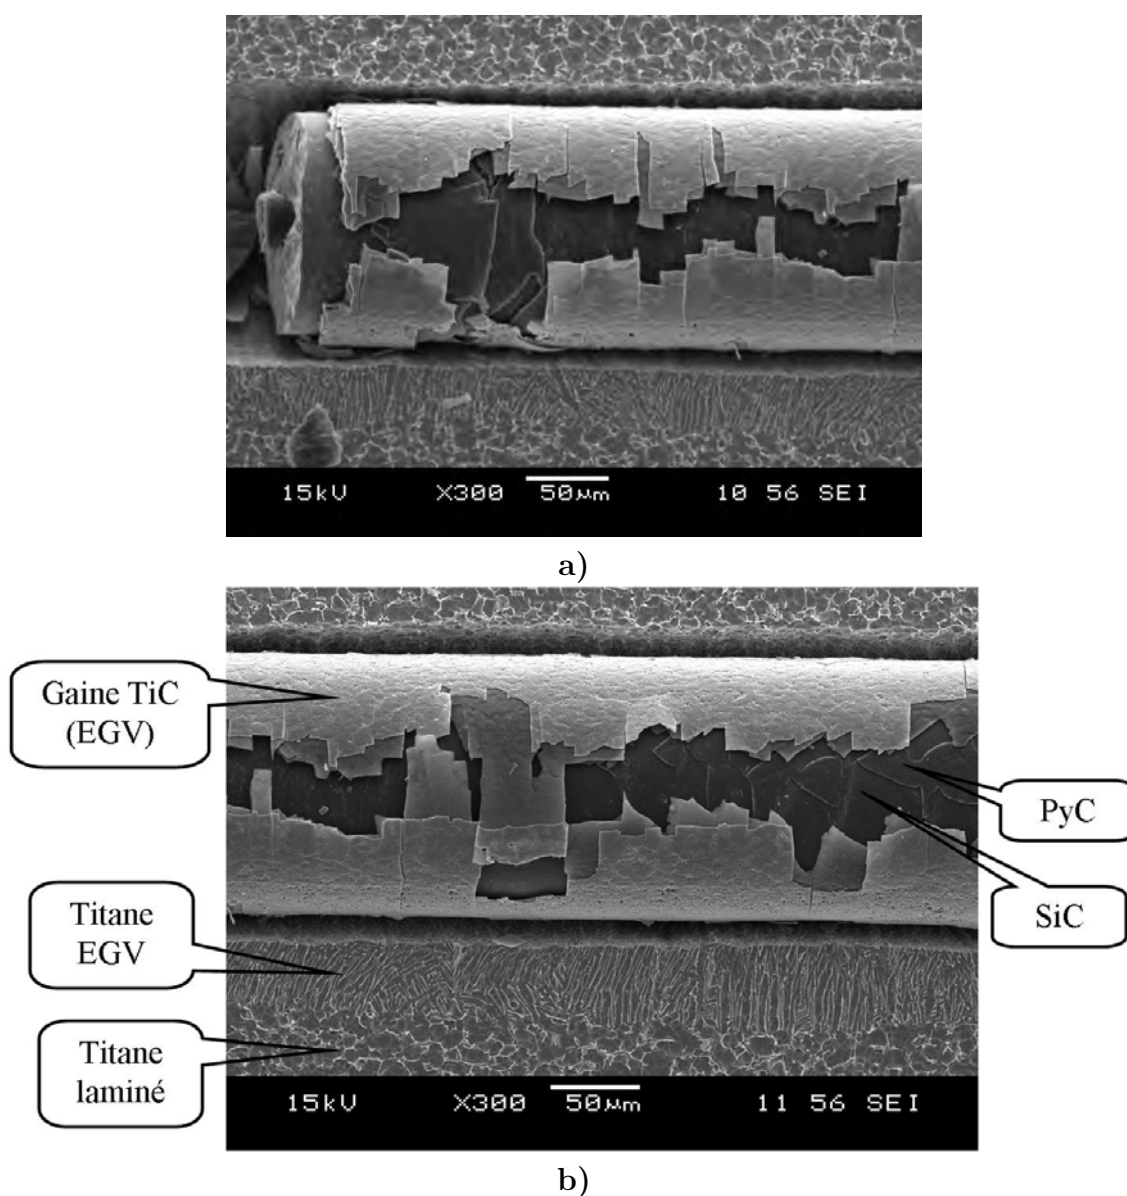 15kV X300 50μm 10 56 SEI
a)
Gaine TiC
(EGV)
PyC
SiC
Titane
EGV
Titane
laminé
15kV X300 50μm 11 56 SEI
b)